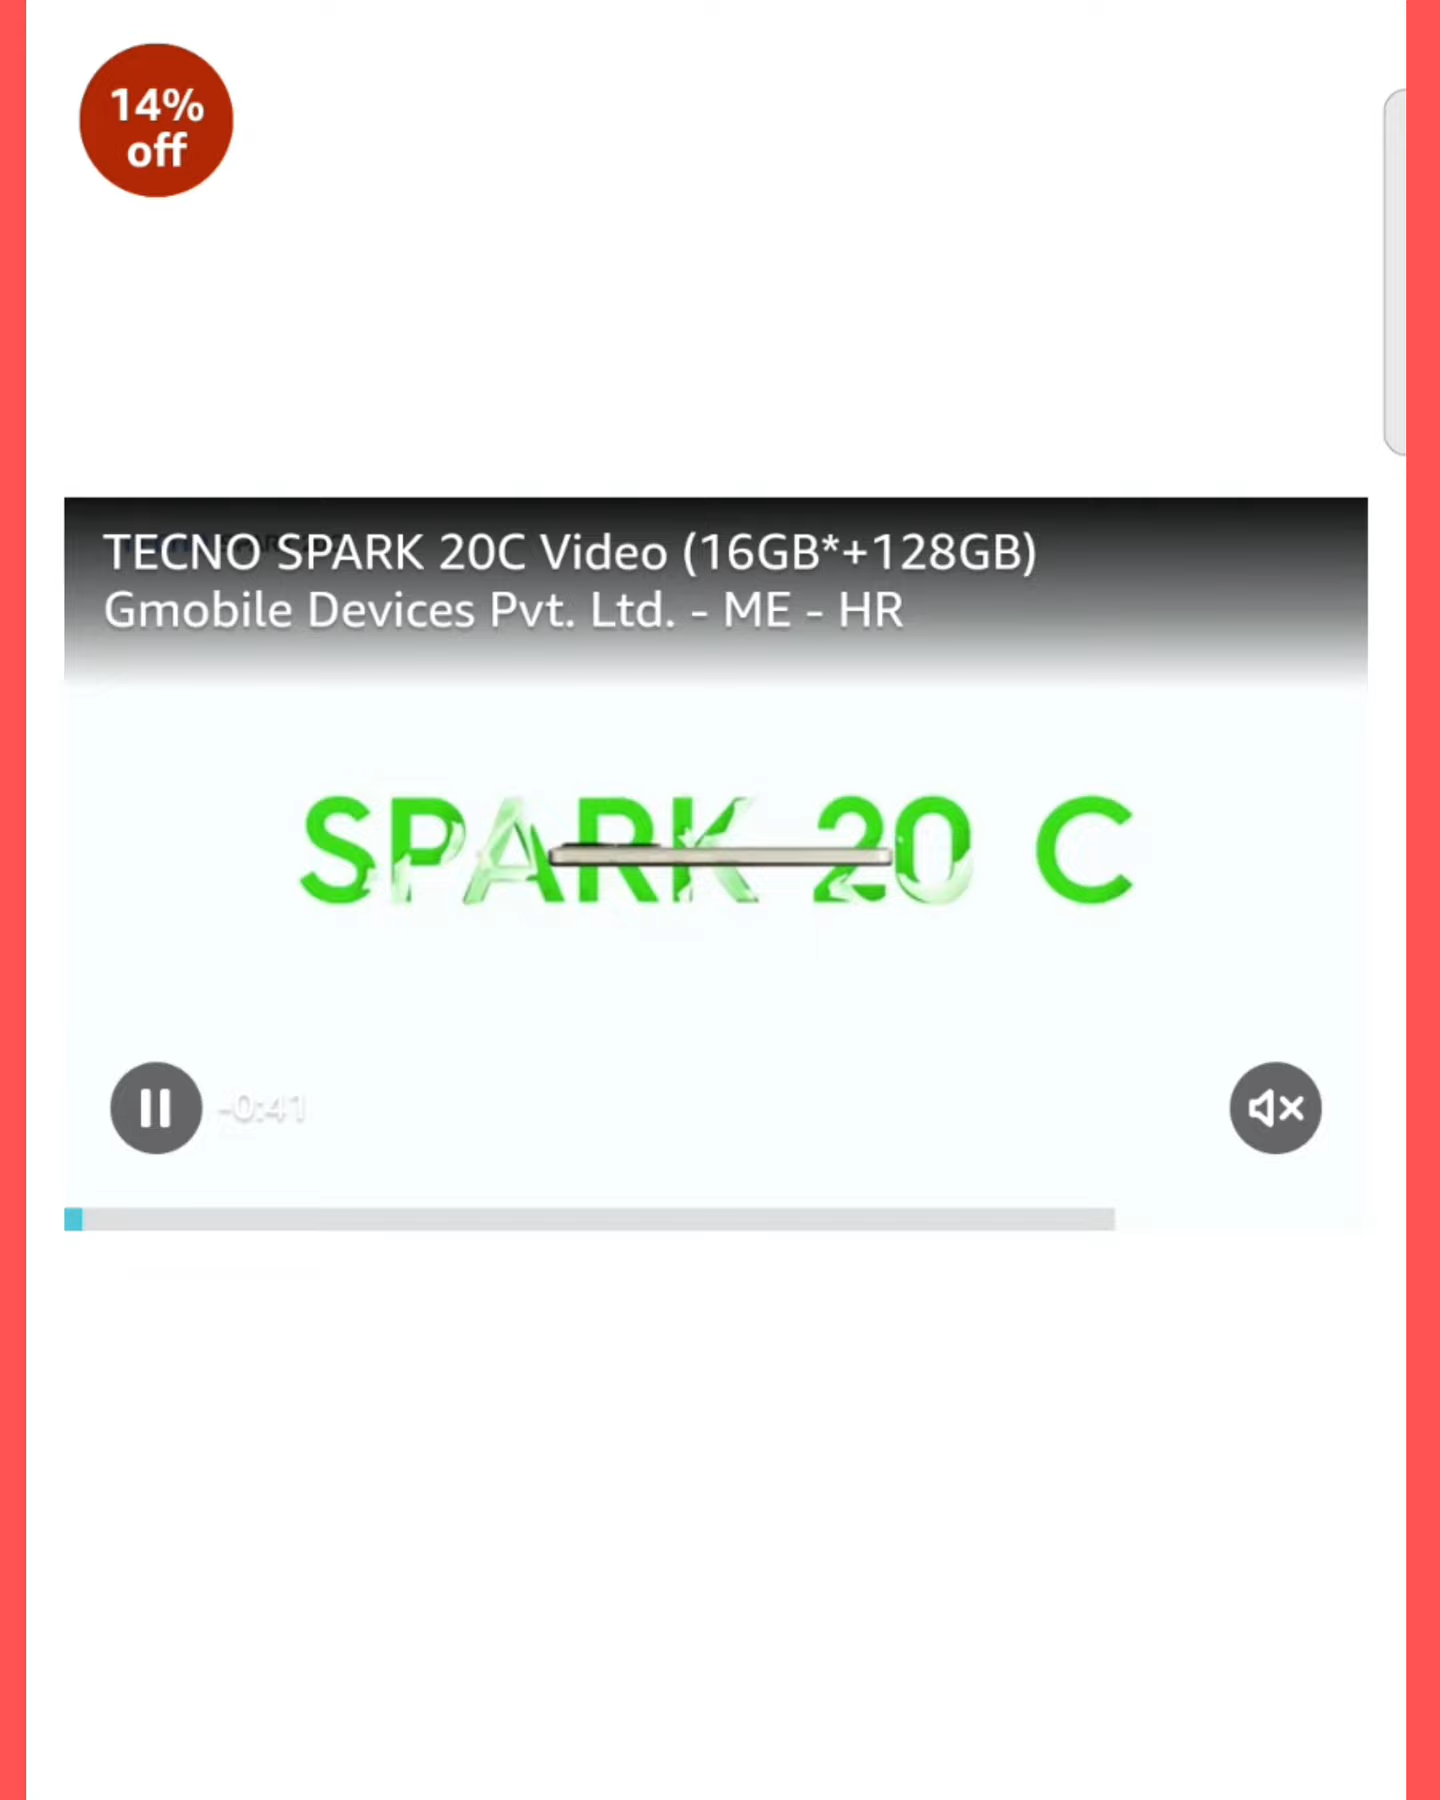 14%
off
TECNO SPARK 20C Video (16GB*+128GB)
Gmobile Devices Pvt. Ltd. - ME - HR
SPARK 20 C
-0:41